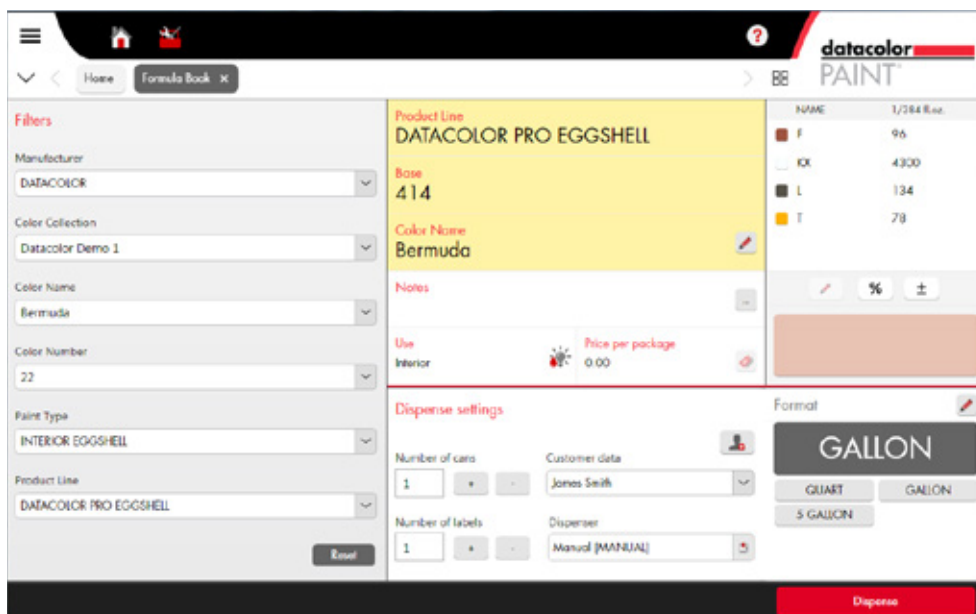 ?
datacolor
PAINT
Home
Formula Book ×
Filters
Manufacturer
DATACOLOR
Color Collection
Datacolor Demo 1
Color Name
Bermuda
Color Number
22
Paint Type
INTERIOR EGGSHELL
Product Line
DATACOLOR PRO EGGSHELL
Reset
Product Line
DATACOLOR PRO EGGSHELL
Base
414
Color Name
Bermuda
Notes
...
Use
Interior
Price per package
0.00
Dispense settings
Number of cans
1 + -
Customer data
James Smith
Number of labels
1 + -
Dispenser
Manual [MANUAL]
NAME 1/384 fl.oz.
F 96
KX 4300
L 134
T 78
% ±
Format
GALLON
QUART GALLON
5 GALLON
Dispense